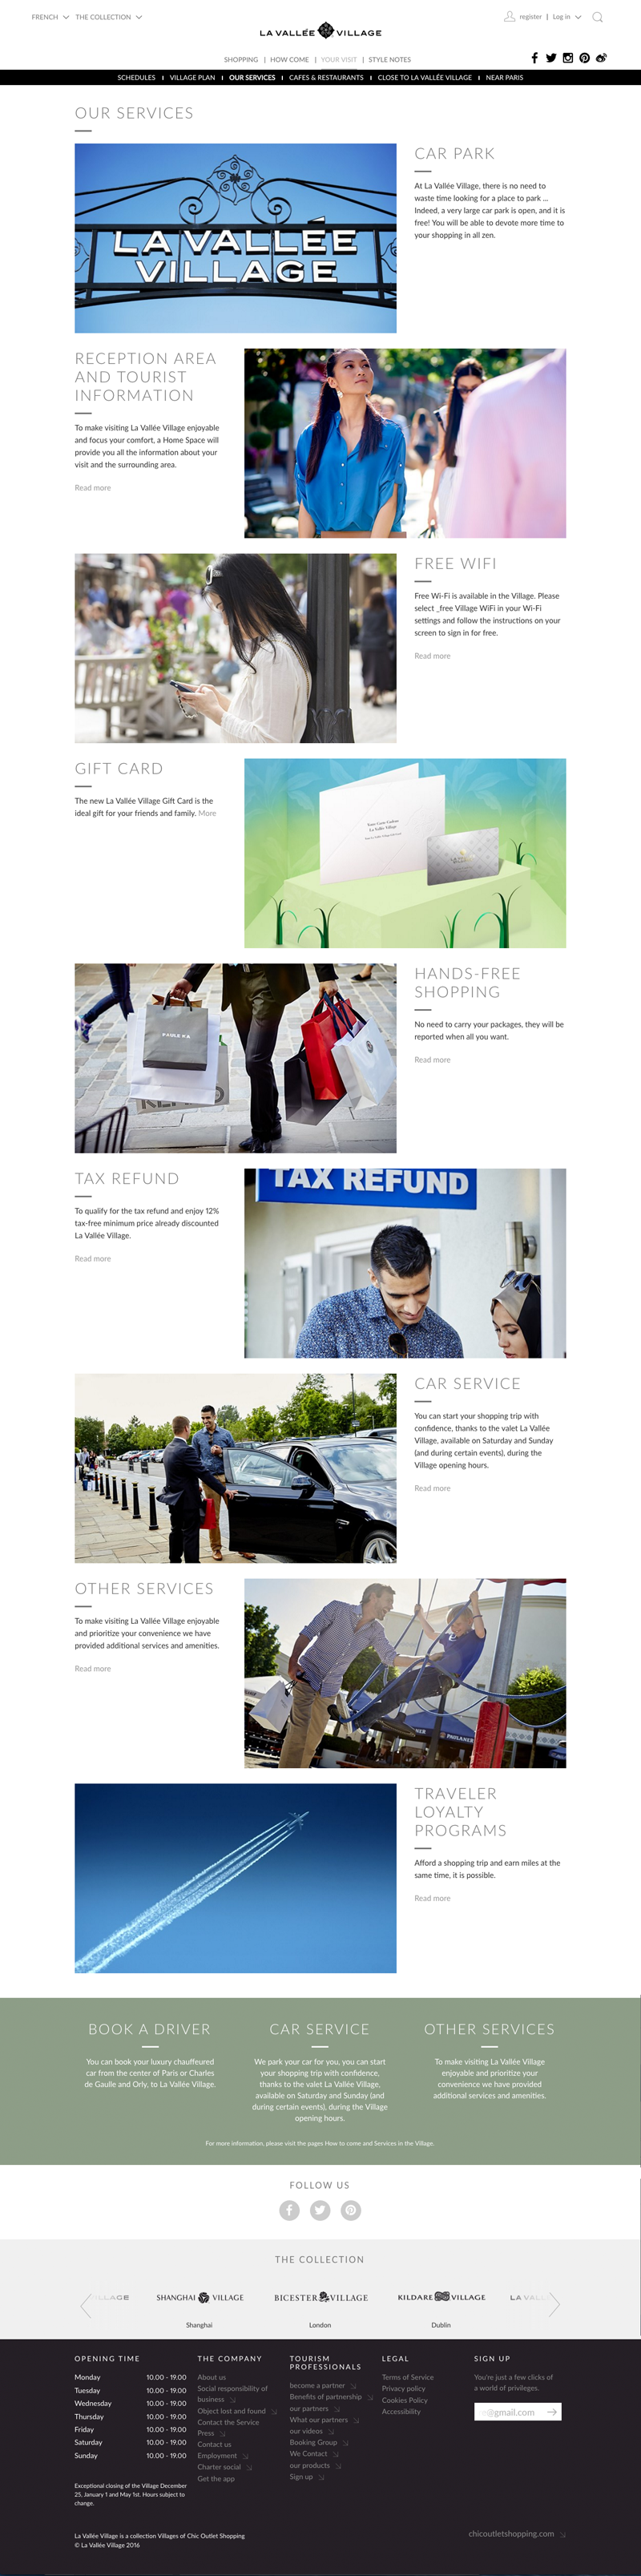 FRENCH THE COLLECTION
register | Log in
LA VALLÉE VILLAGE
SHOPPING | HOW COME | YOUR VISIT | STYLE NOTES
SCHEDULES | VILLAGE PLAN | OUR SERVICES | CAFES & RESTAURANTS | CLOSE TO LA VALLÉE VILLAGE | NEAR PARIS
OUR SERVICES
LA VALLÉE
VILLAGE
CAR PARK
At La Vallée Village, there is no need to
waste time looking for a place to park ...
Indeed, a very large car park is open, and it is
free! You will be able to devote more time to
your shopping in all zen.
RECEPTION AREA
AND TOURIST
INFORMATION
To make visiting La Vallée Village enjoyable
and focus your comfort, a Home Space will
provide you all the information about your
visit and the surrounding area.
Read more
FREE WIFI
Free Wi-Fi is available in the Village. Please
select _free Village WiFi in your Wi-Fi
settings and follow the instructions on your
screen to sign in for free.
Read more
GIFT CARD
The new La Vallée Village Gift Card is the
ideal gift for your friends and family. More
HANDS-FREE
SHOPPING
No need to carry your packages, they will be
reported when all you want.
Read more
TAX REFUND
To qualify for the tax refund and enjoy 12%
tax-free minimum price already discounted
La Vallée Village.
Read more
TAX REFUND
CAR SERVICE
You can start your shopping trip with
confidence, thanks to the valet La Vallée
Village, available on Saturday and Sunday
(and during certain events), during the
Village opening hours.
Read more
OTHER SERVICES
To make visiting La Vallée Village enjoyable
and prioritize your convenience we have
provided additional services and amenities.
Read more
PAULANER
TRAVELER
LOYALTY
PROGRAMS
Afford a shopping trip and earn miles at the
same time, it is possible.
Read more
BOOK A DRIVER
You can book your luxury chauffeured
car from the center of Paris or Charles
de Gaulle and Orly, to La Vallée Village.
CAR SERVICE
We park your car for you, you can start
your shopping trip with confidence,
thanks to the valet La Vallée Village,
available on Saturday and Sunday (and
during certain events), during the Village
opening hours.
OTHER SERVICES
To make visiting La Vallée Village
enjoyable and prioritize your
convenience we have provided
additional services and amenities.
For more information, please visit the pages How to come and Services in the Village.
FOLLOW US
THE COLLECTION
LLAGE
SHANGHAI VILLAGE
BICESTER VILLAGE
KILDARE VILLAGE
LA VALL
Shanghai
London
Dublin
OPENING TIME
Monday 10.00 - 19.00
Tuesday 10.00 - 19.00
Wednesday 10.00 - 19.00
Thursday 10.00 - 19.00
Friday 10.00 - 19.00
Saturday 10.00 - 19.00
Sunday 10.00 - 19.00
Exceptional closing of the Village December
25, January 1 and May 1st. Hours subject to
change.
THE COMPANY
About us
Social responsibility of
business
Object lost and found
Contact the Service
Press
Contact us
Employment
Charter social
Get the app
TOURISM
PROFESSIONALS
become a partner
Benefits of partnership
our partners
What our partners
our videos
Booking Group
We Contact
our products
Sign up
LEGAL
Terms of Service
Privacy policy
Cookies Policy
Accessibility
SIGN UP
You're just a few clicks of
a world of privileges.
@gmail.com
La Vallée Village is a collection Villages of Chic Outlet Shopping
© La Vallée Village 2016
chicoutletshopping.com